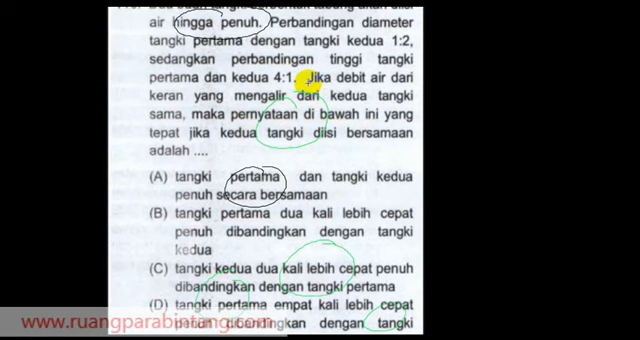 air hingga penuh. Perbandingan diameter
tangki pertama dengan tangki kedua 1:2,
sedangkan perbandingan tinggi tangki
pertama dan kedua 4:1. Jika debit air dari
keran yang mengalir dari kedua tangki
sama, maka pernyataan di bawah ini yang
tepat jika kedua tangki diisi bersamaan
adalah ....
(A) tangki pertama dan tangki kedua
penuh secara bersamaan
(B) tangki pertama dua kali lebih cepat
penuh dibandingkan dengan tangki
kedua
(C) tangki kedua dua kali lebih cepat penuh
dibandingkan dengan tangki pertama
(D) tangki pertama empat kali lebih cepat
penuh dibandingkan dengan tangki
www.ruangparabintang.com